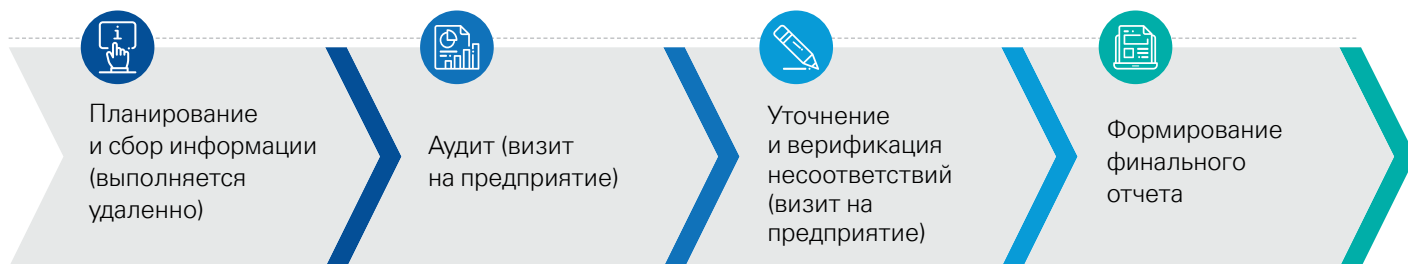 Планирование
и сбор информации
(выполняется
удаленно)
Аудит (визит
на предприятие)
Уточнение
и верификация
несоответствий
(визит на
предприятие)
Формирование
финального
отчета